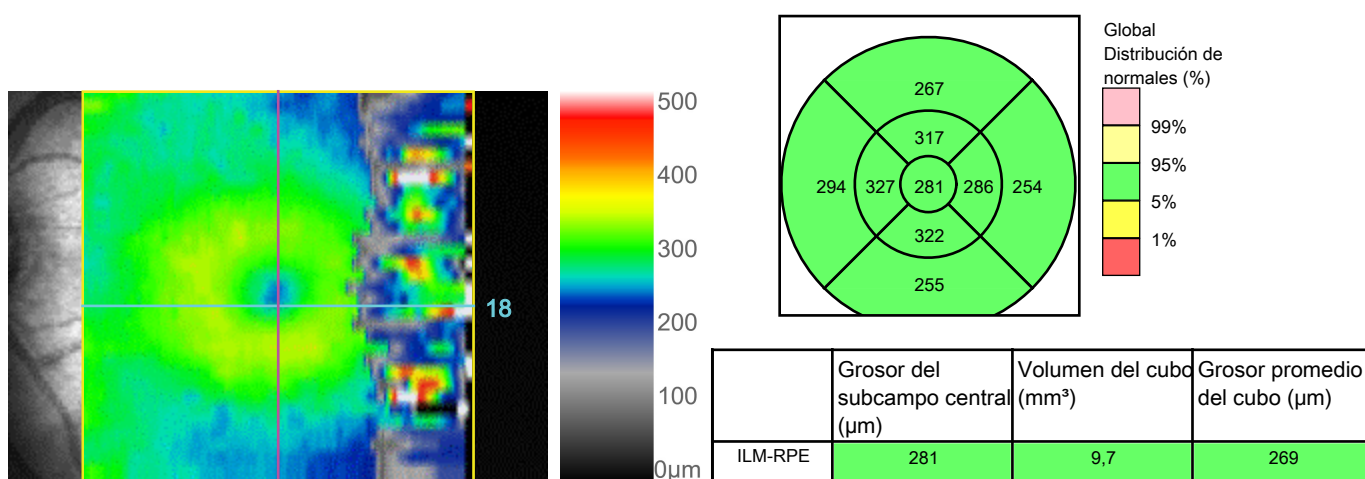 500
400
300
200
100
0µm
18
267
317
294 327 281 286 254
322
255
Global
Distribución de
normales (%)
99%
95%
5%
1%
Grosor del
subcampo central
(µm)
Volumen del cubo
(mm³)
Grosor promedio
del cubo (µm)
ILM-RPE 281 9,7 269